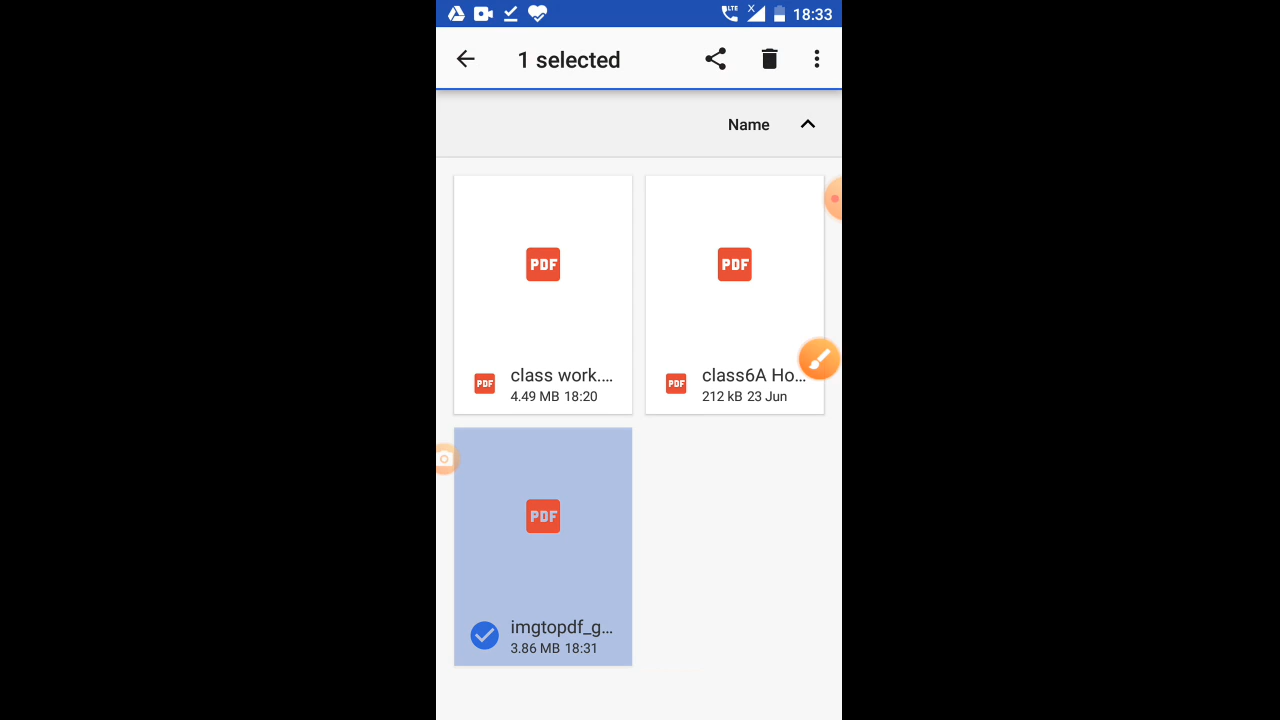 LTE X 18:33
1 selected
Name
PDF PDF
PDF class work.... PDF class6A Ho...
4.49 MB 18:20 212 kB 23 Jun
PDF
imgtopdf_g...
3.86 MB 18:31